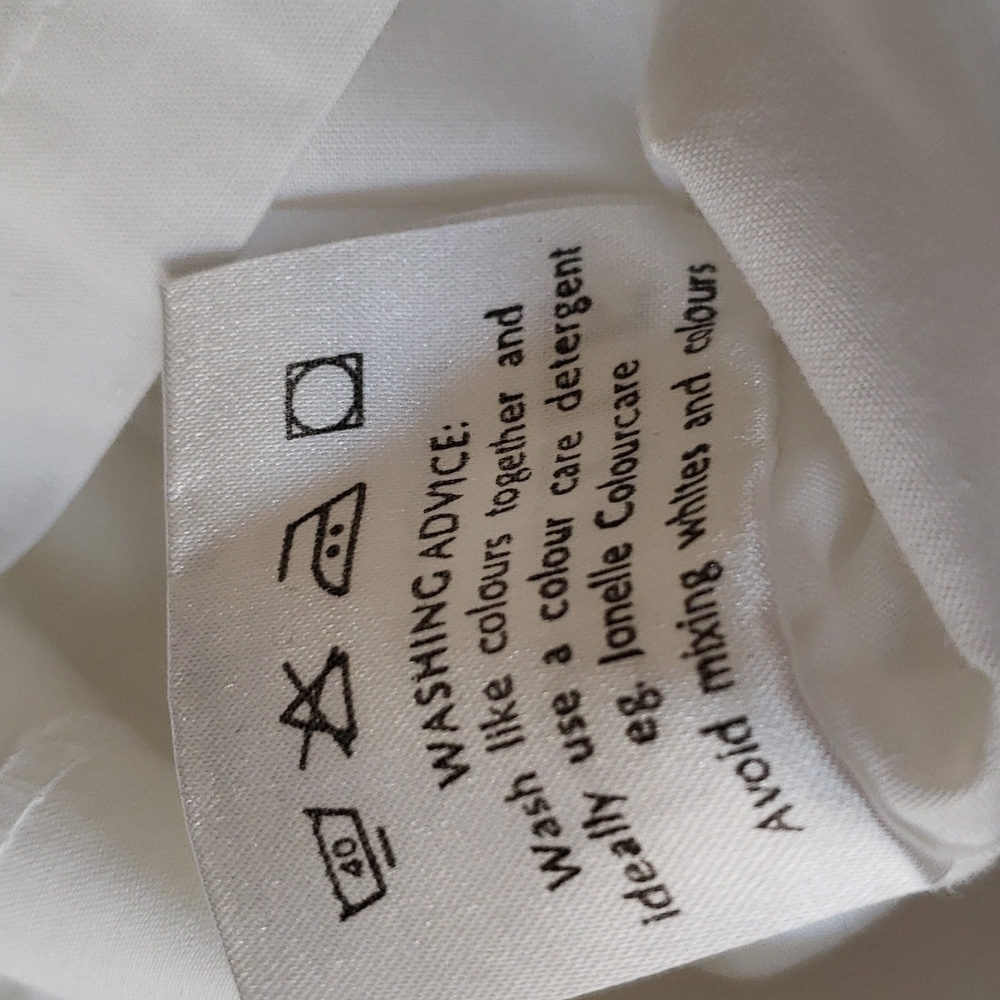 40
WASHING ADVICE:
Wash like colours together and
ideally use a colour care detergent
eg. Jonelle Colourcare
Avoid mixing whites and colours